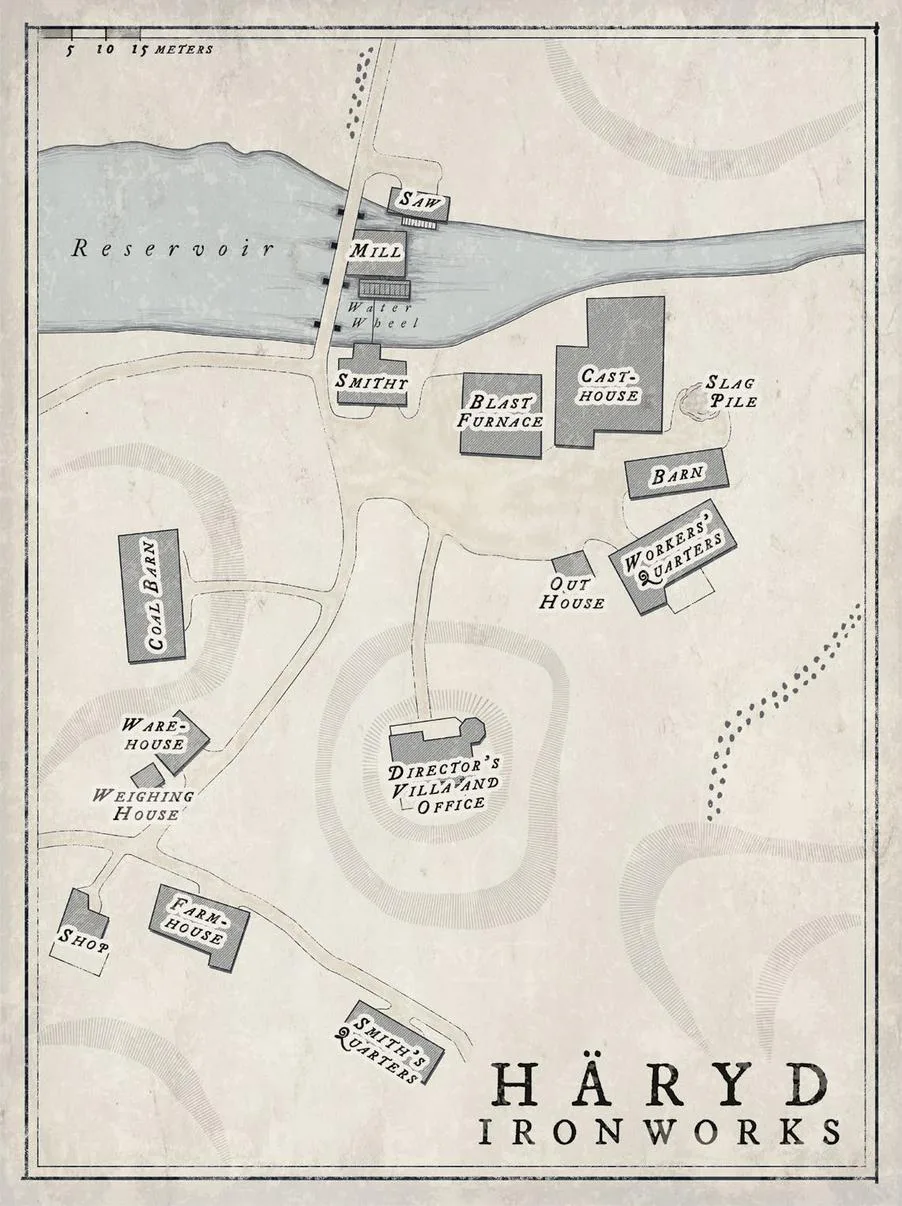 5 10 15 METERS
SAW
Reservoir
MILL
Water
Wheel
SMITHY
CAST-
HOUSE
SLAG
PILE
BLAST
FURNACE
BARN
WORKERS'
QUARTERS
COAL BARN
OUT
HOUSE
WARE-
HOUSE
DIRECTOR'S
VILLA AND
OFFICE
WEIGHING
HOUSE
FARM-
HOUSE
SHOP
SMITH'S
QUARTERS
HÄRYD
IRONWORKS